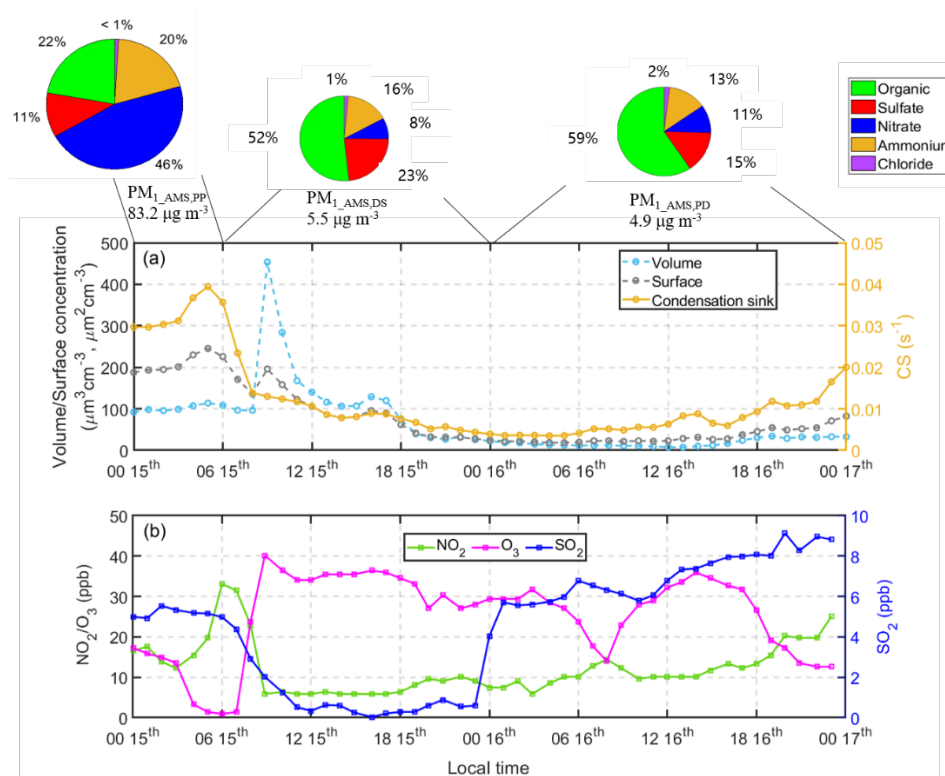 < 1%
22%
20%
11%
46%
1%
16%
52%
8%
23%
2%
13%
59%
11%
15%
Organic
Sulfate
Nitrate
Ammonium
Chloride
PM1_AMS,PP
83.2 μg m-3
PM1_AMS,DS
5.5 μg m-3
PM1_AMS,PD
4.9 μg m-3
(a)
Volume
Surface
Condensation sink
Volume/Surface concentration
(μm3cm-3, μm2cm-3)
500
400
300
200
100
0
CS (s-1)
0.05
0.04
0.03
0.02
0.01
0
00 15th 06 15th 12 15th 18 15th 00 16th 06 16th 12 16th 18 16th 00 17th
(b)
NO2 O3 SO2
NO2/O3 (ppb)
50
40
30
20
10
0
SO2 (ppb)
10
8
6
4
2
0
00 15th 06 15th 12 15th 18 15th 00 16th 06 16th 12 16th 18 16th 00 17th
Local time